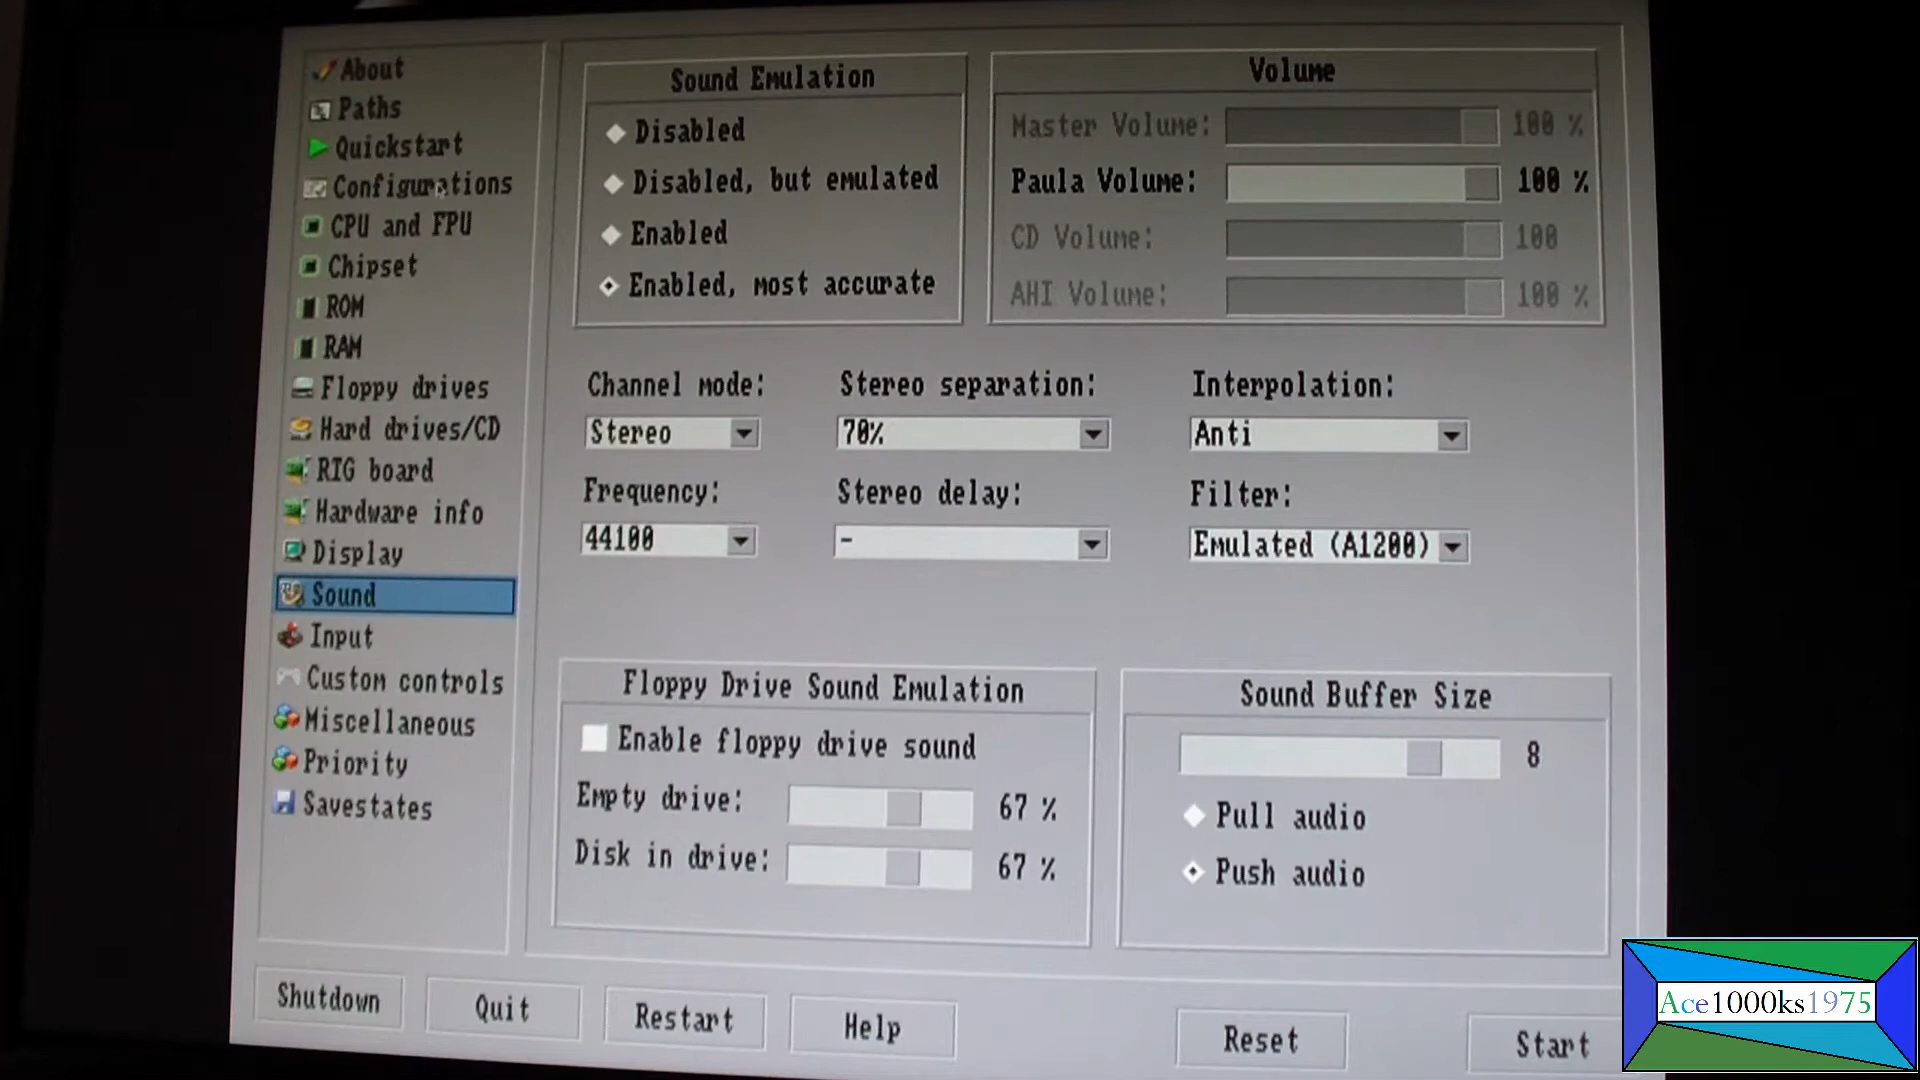 About
Paths
Quickstart
Configurations
CPU and FPU
Chipset
ROM
RAM
Floppy drives
Hard drives/CD
RTG board
Hardware info
Display
Sound
Input
Custom controls
Miscellaneous
Priority
Savestates
Sound Emulation
Disabled
Disabled, but emulated
Enabled
Enabled, most accurate
Volume
Master Volume: 100 %
Paula Volume: 100 %
CD Volume: 100
AHI Volume: 100 %
Channel mode: Stereo separation: Interpolation:
Stereo 70% Anti
Frequency: Stereo delay: Filter:
44100 - Emulated (A1200)
Floppy Drive Sound Emulation
Enable floppy drive sound
Empty drive: 67 %
Disk in drive: 67 %
Sound Buffer Size
8
Pull audio
Push audio
Shutdown Quit Restart Help Reset Start
Ace1000ks1975